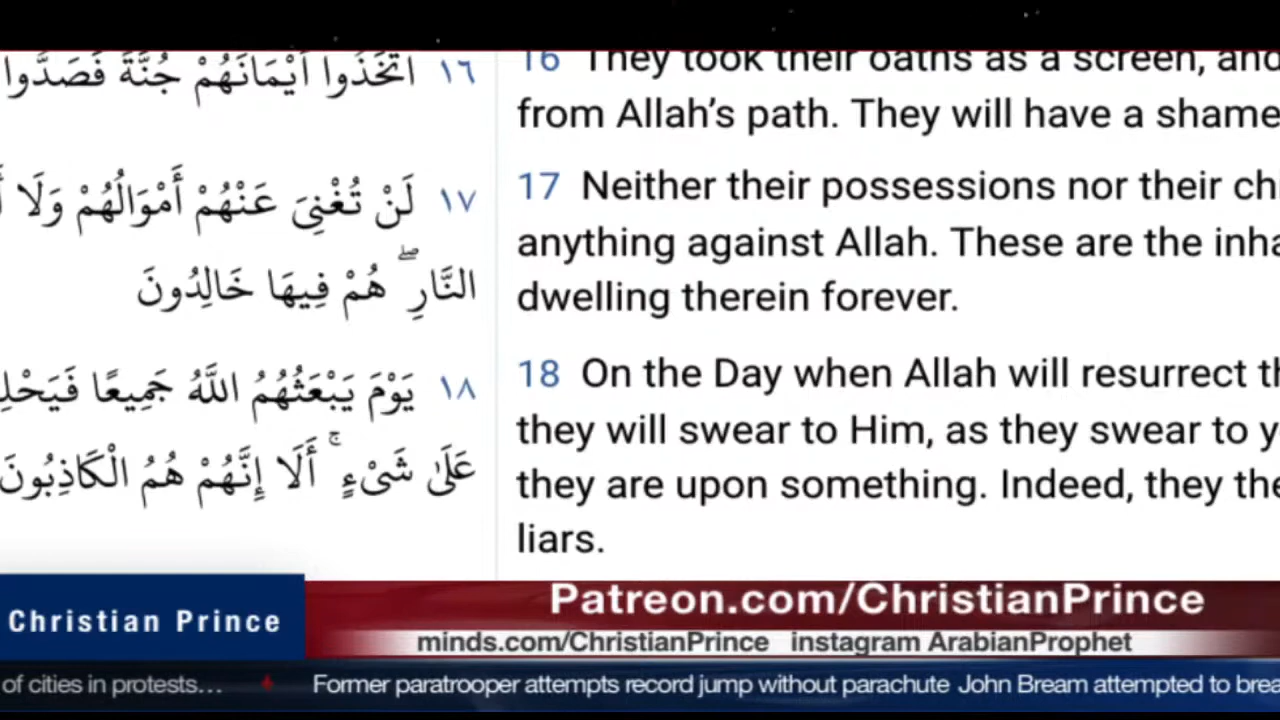 ١٦ اتَّخَذُوا أَيْمَانَهُمْ جُنَّةً فَصَدُّوا
١٧ لَنْ تُغْنِىَ عَنْهُمْ أَمْوَالُهُمْ وَلَا
النَّارِ ۖ هُمْ فِيهَا خَالِدُونَ
١٨ يَوْمَ يَبْعَثُهُمُ اللَّهُ جَمِيعًا
عَلَىٰ شَىْءٍ ۚ أَلَا إِنَّهُمْ هُمُ الْكَاذِبُونَ
16 They took their oaths as a screen, and
from Allah's path. They will have a shame
17 Neither their possessions nor their
anything against Allah. These are the
dwelling therein forever.
18 On the Day when Allah will resurrect
they will swear to Him, as they swear to
they are upon something. Indeed, they
liars.
Christian Prince
Patreon.com/ChristianPrince
minds.com/ChristianPrince instagram ArabianProphet
of cities in protests... Former paratrooper attempts record jump without parachute John Bream attempted to